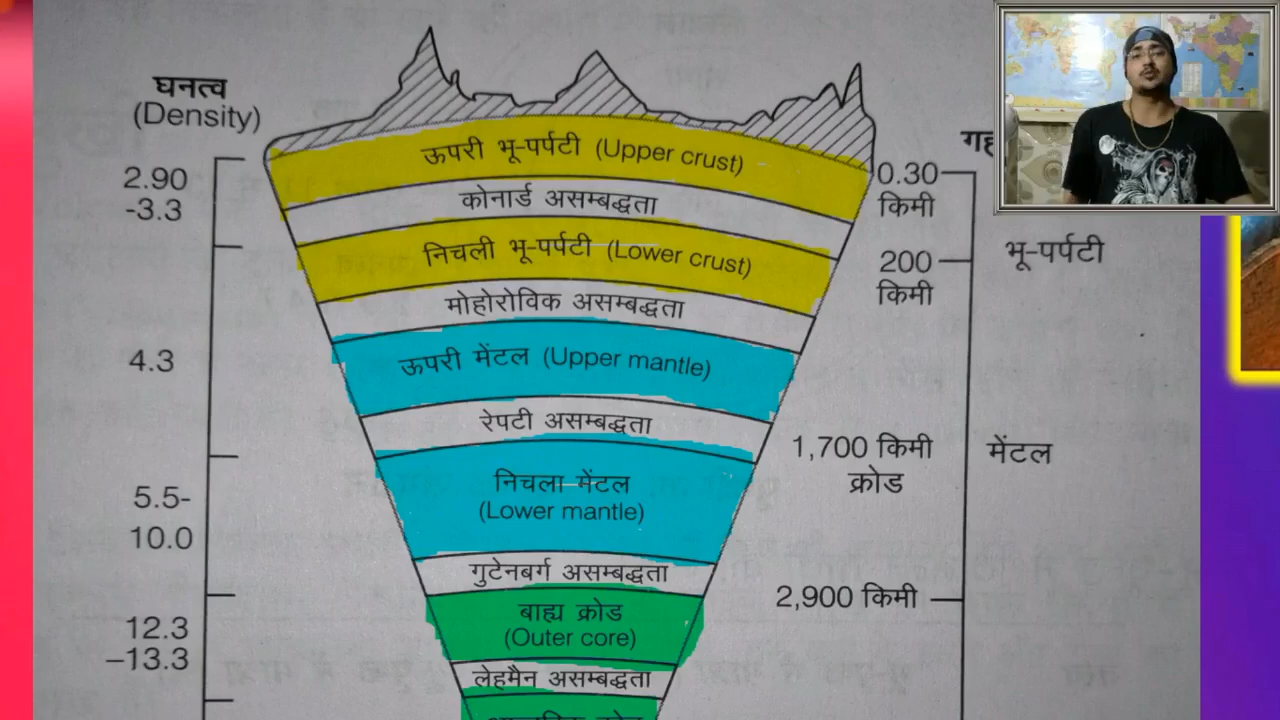 घनत्व
(Density)
ऊपरी भू-पर्पटी (Upper crust)
2.90
-3.3
0.30
किमी
कोनार्ड असम्बद्धता
निचली भू-पर्पटी (Lower crust)
200
किमी
भू-पर्पटी
मोहोरोविक असम्बद्धता
4.3
ऊपरी मेंटल (Upper mantle)
रेपटी असम्बद्धता
1,700 किमी
क्रोड
मेंटल
5.5-
10.0
निचला मेंटल
(Lower mantle)
गुटेनबर्ग असम्बद्धता
2,900 किमी
12.3
–13.3
बाह्य क्रोड
(Outer core)
लेहमैन असम्बद्धता